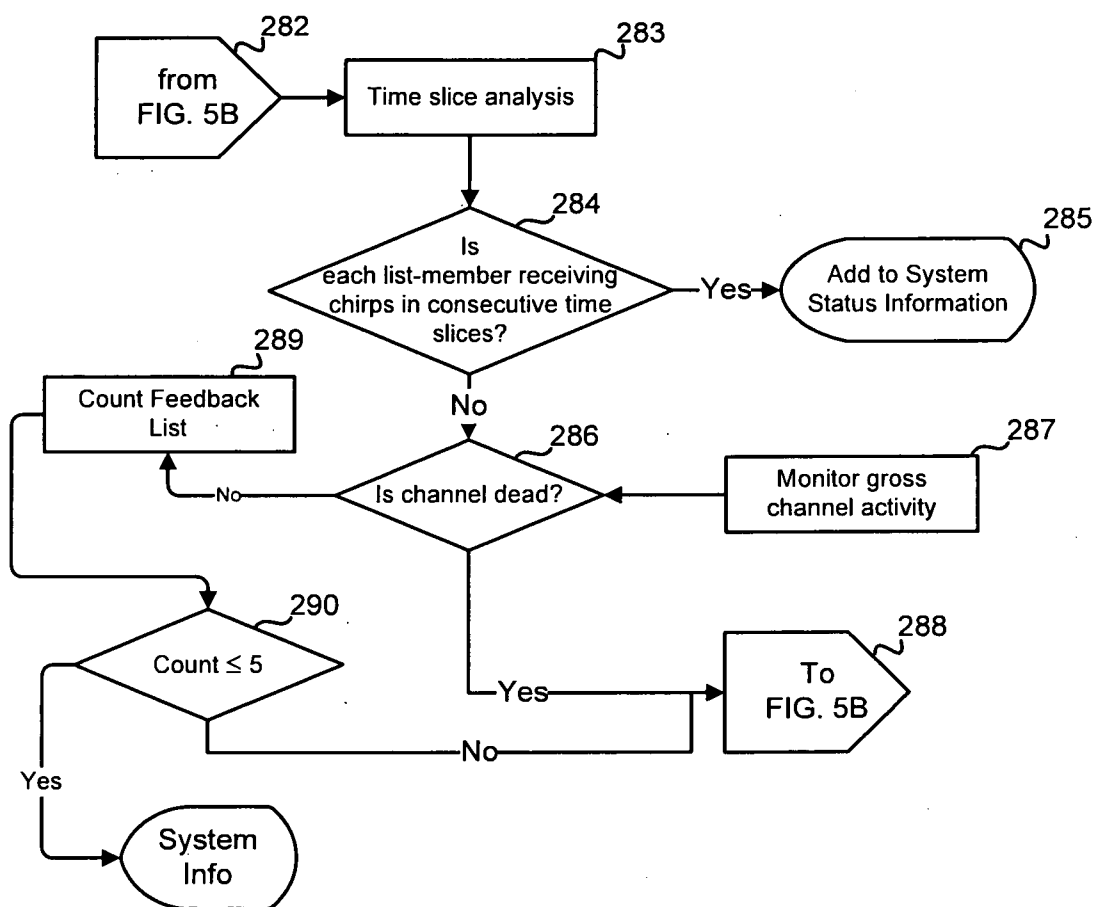 282
from
FIG. 5B
283
Time slice analysis
284
Is
each list-member receiving
chirps in consecutive time
slices?
Yes
285
Add to System
Status Information
No
289
Count Feedback
List
286
Is channel dead?
No
287
Monitor gross
channel activity
290
Count ≤ 5
Yes
288
To
FIG. 5B
No
Yes
System
Info